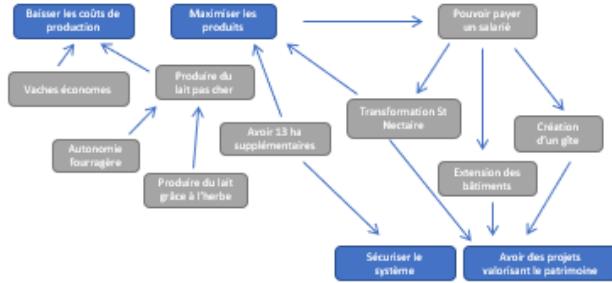 Baisser les coûts de
production
Maximiser les
produits
Pouvoir payer
un salarié
Vaches économes
Produire du
lait pas cher
Autonomie
fourragère
Avoir 13 ha
supplémentaires
Transformation St
Nectaire
Création
d'un gîte
Produire du lait
grâce à l'herbe
Extension des
bâtiments
Sécuriser le
système
Avoir des projets
valorisant le patrimoine